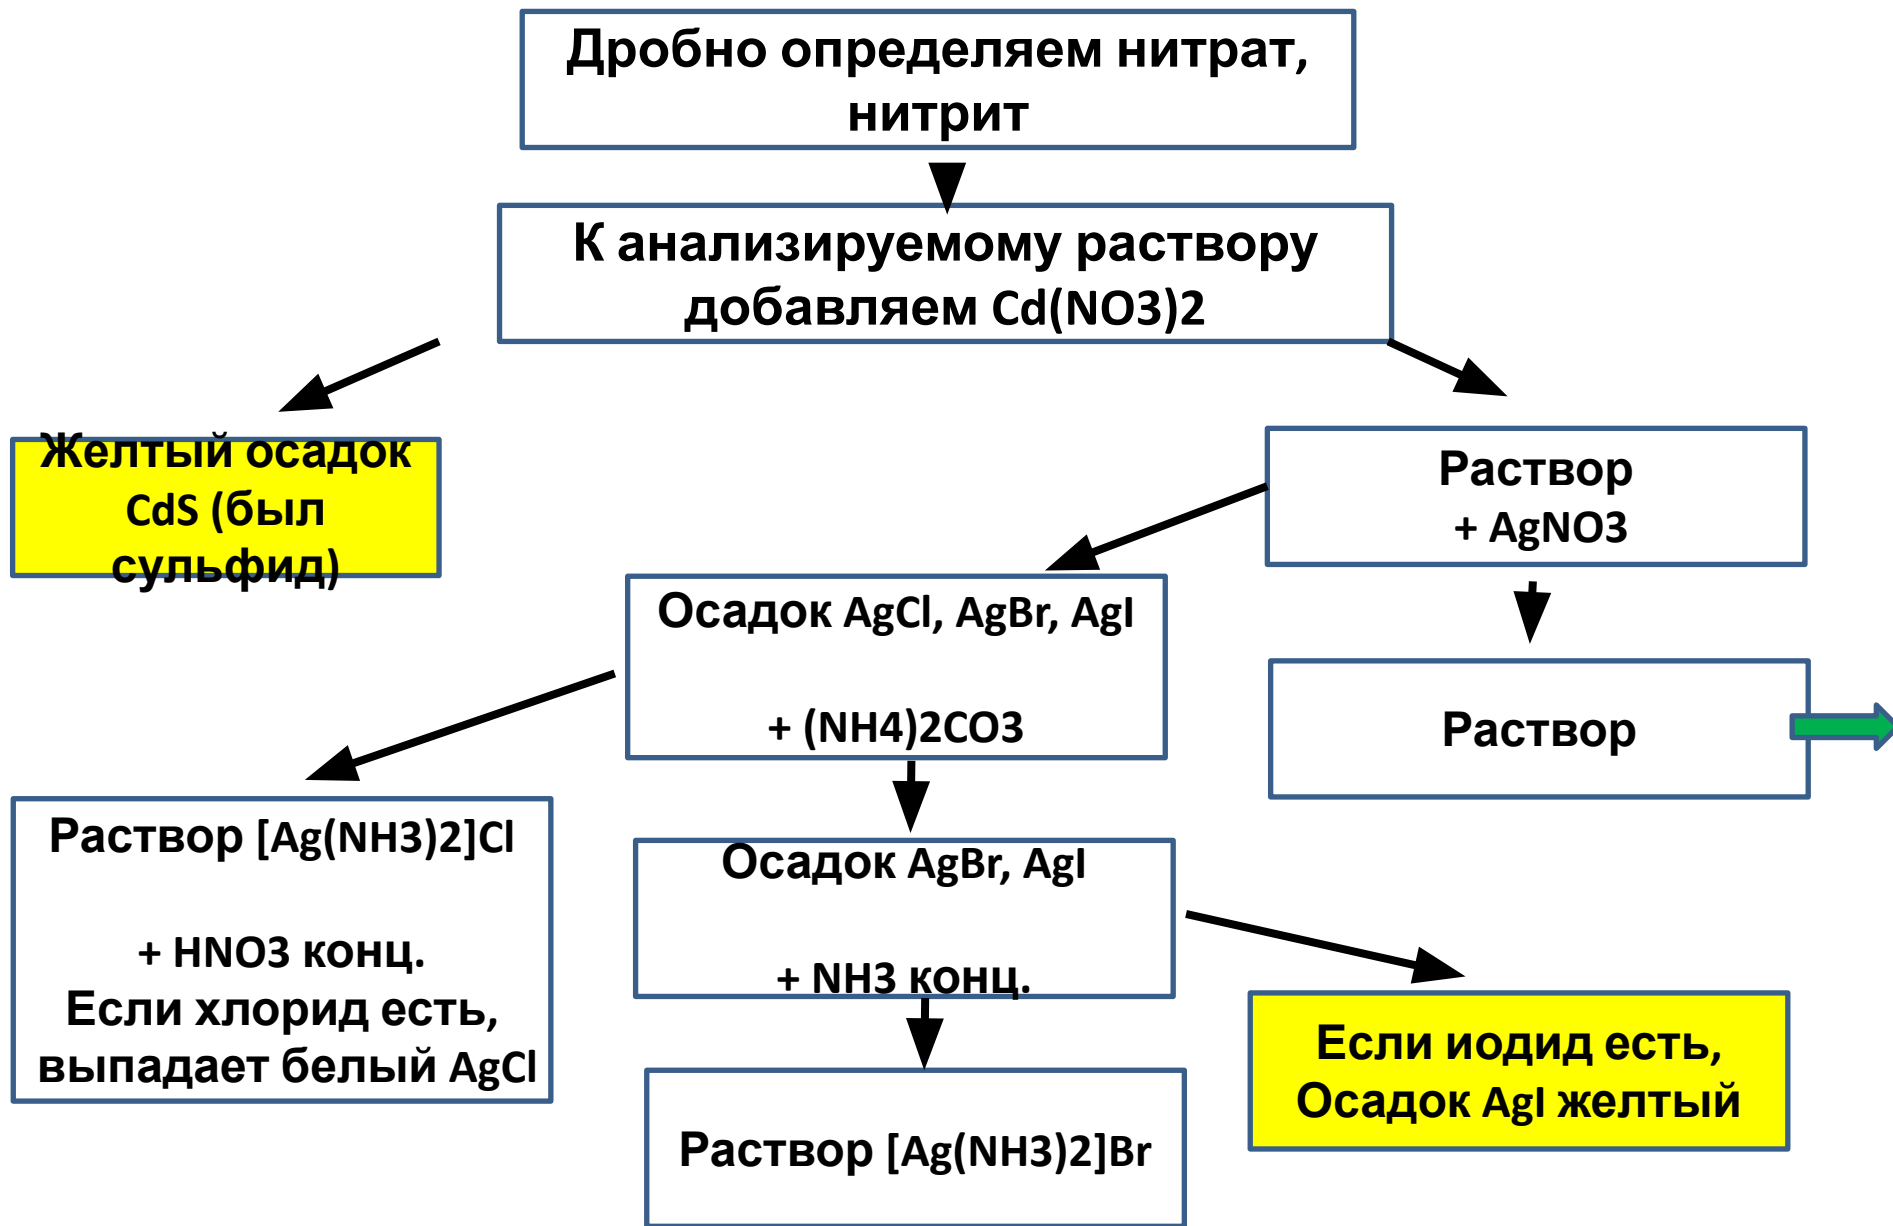 Дробно определяем нитрат,
нитрит
К анализируемому раствору
добавляем Cd(NO3)2
Желтый осадок
CdS (был
сульфид)
Раствор
+ AgNO3
Осадок AgCl, AgBr, AgI
+ (NH4)2CO3
Раствор
Раствор [Ag(NH3)2]Cl
+ HNO3 конц.
Если хлорид есть,
выпадает белый AgCl
Осадок AgBr, AgI
+ NH3 конц.
Если иодид есть,
Осадок AgI желтый
Раствор [Ag(NH3)2]Br